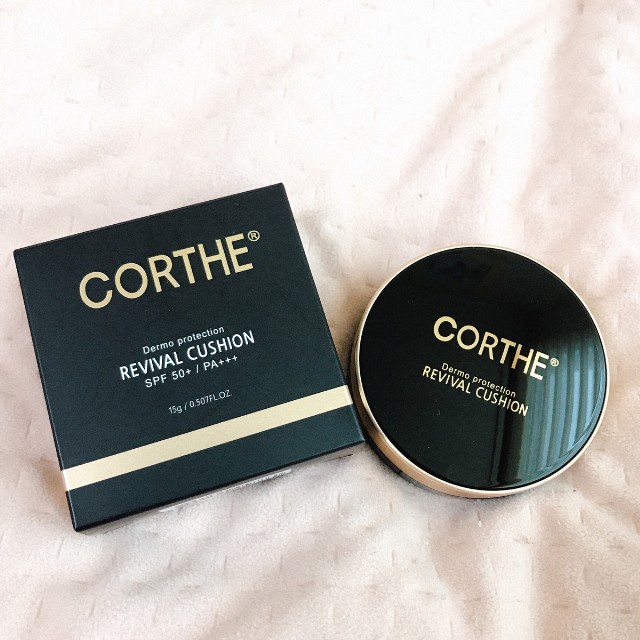 CORTHE®
Dermo protection
REVIVAL CUSHION
SPF 50+ / PA+++
15g / 0.507FL.OZ.
CORTHE®
Dermo protection
REVIVAL CUSHION